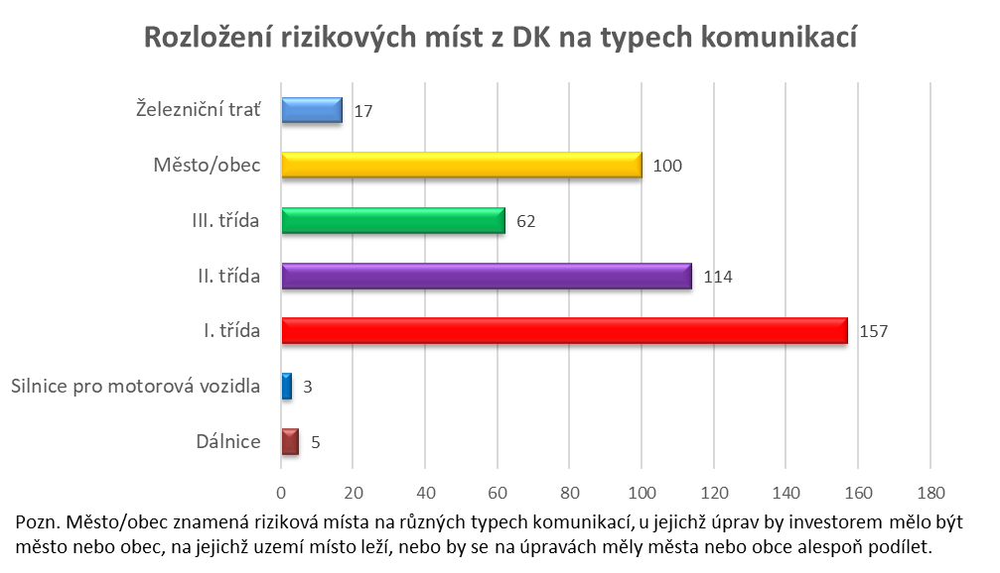 Rozložení rizikových míst z DK na typech komunikací
Železniční trať 17
Město/obec 100
III. třída 62
II. třída 114
I. třída 157
Silnice pro motorová vozidla 3
Dálnice 5
0 20 40 60 80 100 120 140 160 180
Pozn. Město/obec znamená riziková místa na různých typech komunikací, u jejichž úprav by investorem mělo být
město nebo obec, na jejichž uzemí místo leží, nebo by se na úpravách měly města nebo obce alespoň podílet.